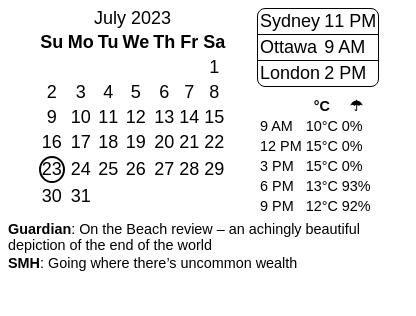 July 2023
Su Mo Tu We Th Fr Sa
1
2 3 4 5 6 7 8
9 10 11 12 13 14 15
16 17 18 19 20 21 22
23 24 25 26 27 28 29
30 31
Sydney 11 PM
Ottawa 9 AM
London 2 PM
°C ☂
9 AM 10°C 0%
12 PM 15°C 0%
3 PM 15°C 0%
6 PM 13°C 93%
9 PM 12°C 92%
Guardian: On the Beach review – an achingly beautiful
depiction of the end of the world
SMH: Going where there’s uncommon wealth